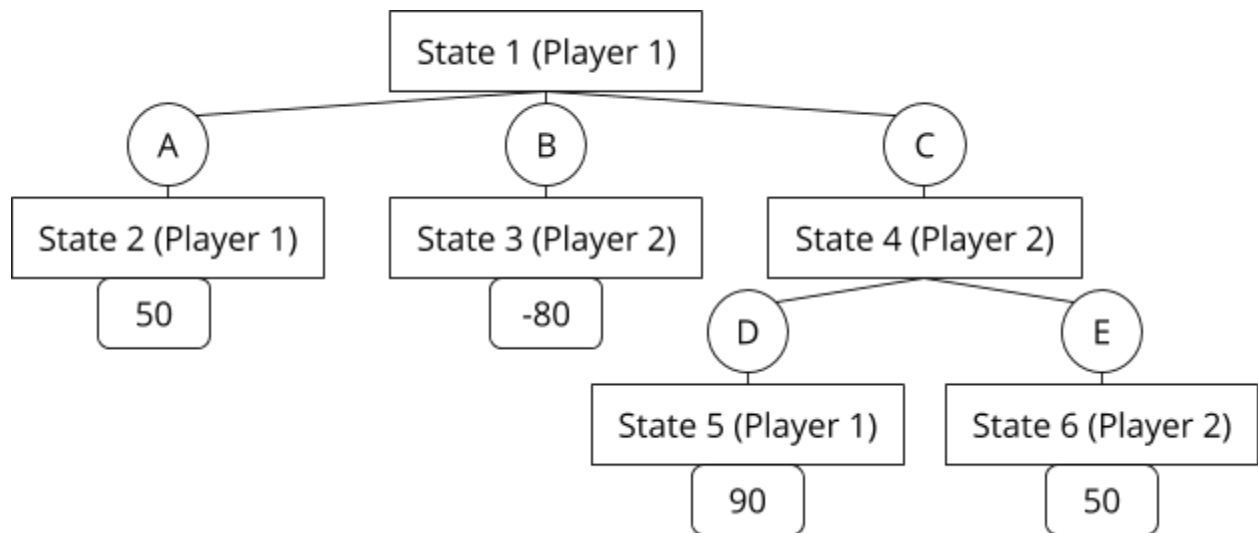 State 1 (Player 1)
A
B
C
State 2 (Player 1)
State 3 (Player 2)
State 4 (Player 2)
50
-80
D
E
State 5 (Player 1)
State 6 (Player 2)
90
50